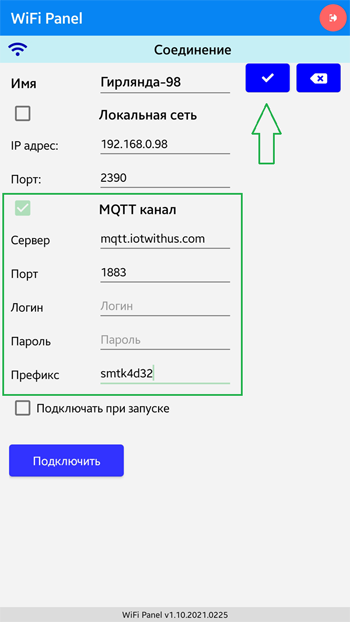 WiFi Panel
Соединение
Имя Гирлянда-98
Локальная сеть
IP адрес: 192.168.0.98
Порт: 2390
MQTT канал
Сервер mqtt.iotwithus.com
Порт 1883
Логин Логин
Пароль Пароль
Префикс smtk4d32
Подключать при запуске
Подключить
WiFi Panel v1.10.2021.0225